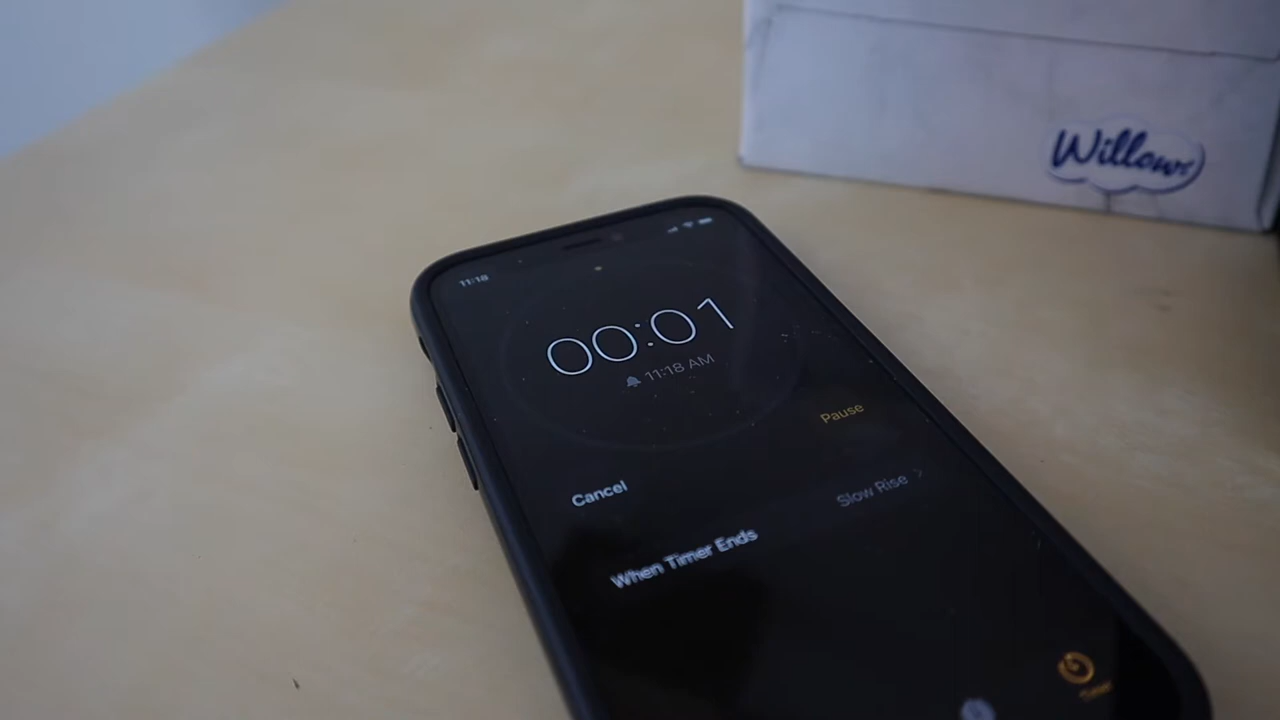 Willows
11:18
00:01
11:18 AM
Pause
Cancel
Slow Rise
When Timer Ends